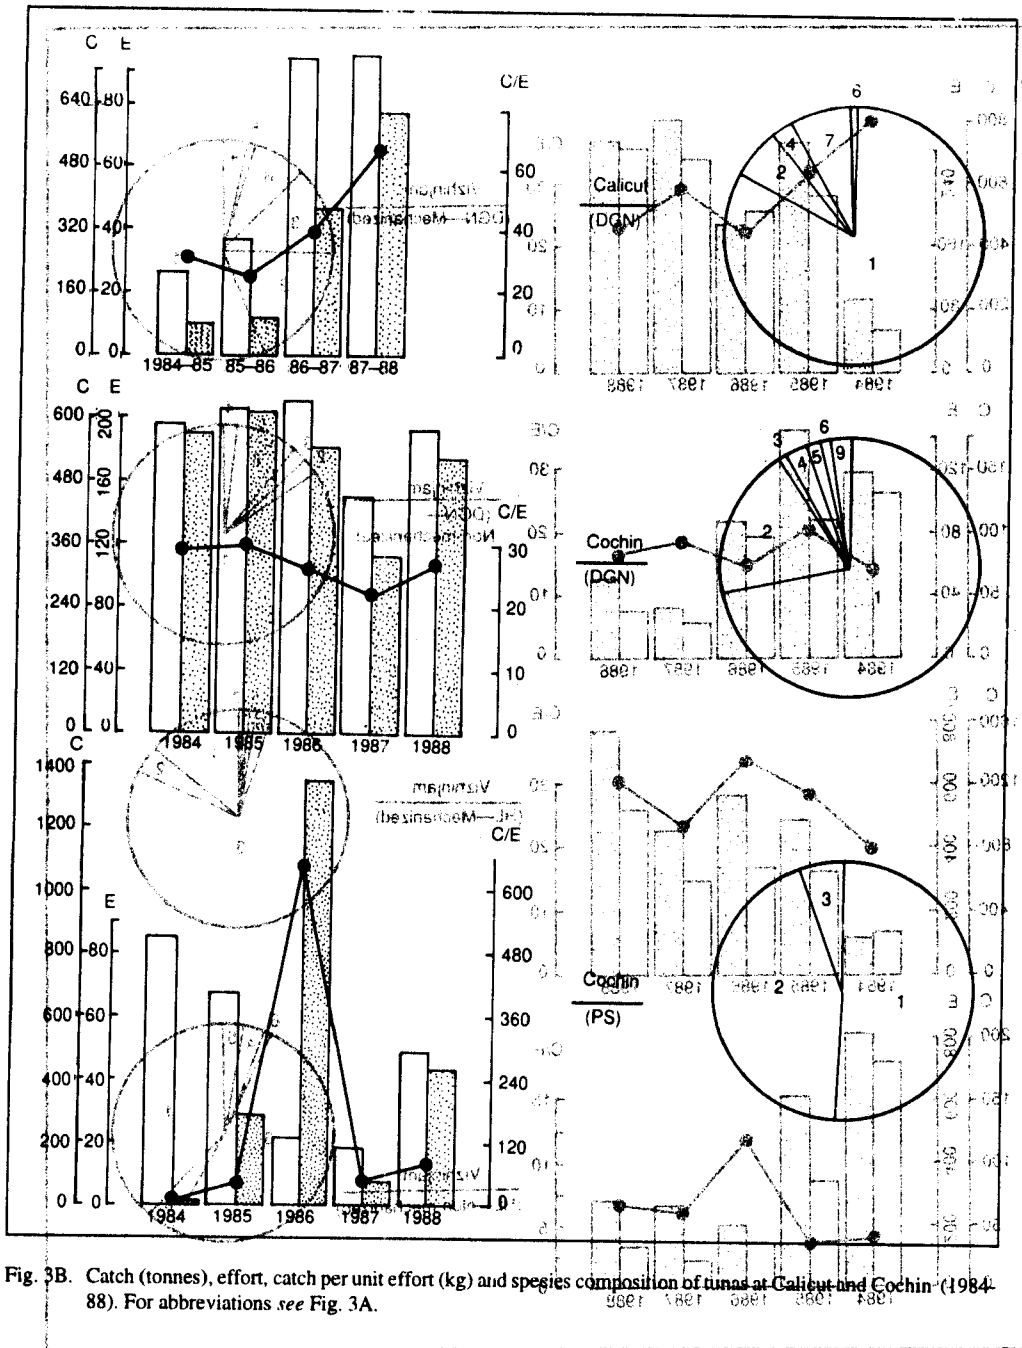 C E C/E
640 80
480 60 60
320 40 40
160 20 20
0 0 0
1984–85 85–86 86–87 87–88
Calicut
(DGN)
6
7
4
2
1
C E
600 200
480 160
C/E
360 120 30
240 80 20
120 40 10
0 0 0
1984 1985 1986 1987 1988
Cochin
(DGN)
6
3
4 5 9
2
1
C
1400
1200
C/E
1000 E 600
800 80 480
600 60 360
400 40 240
200 20 120
0 0 0
1984 1985 1986 1987 1988
Cochin
(PS)
3
2
1
Fig. 3B. Catch (tonnes), effort, catch per unit effort (kg) and species composition of tunas at Calicut and Cochin (1984-
88). For abbreviations see Fig. 3A.